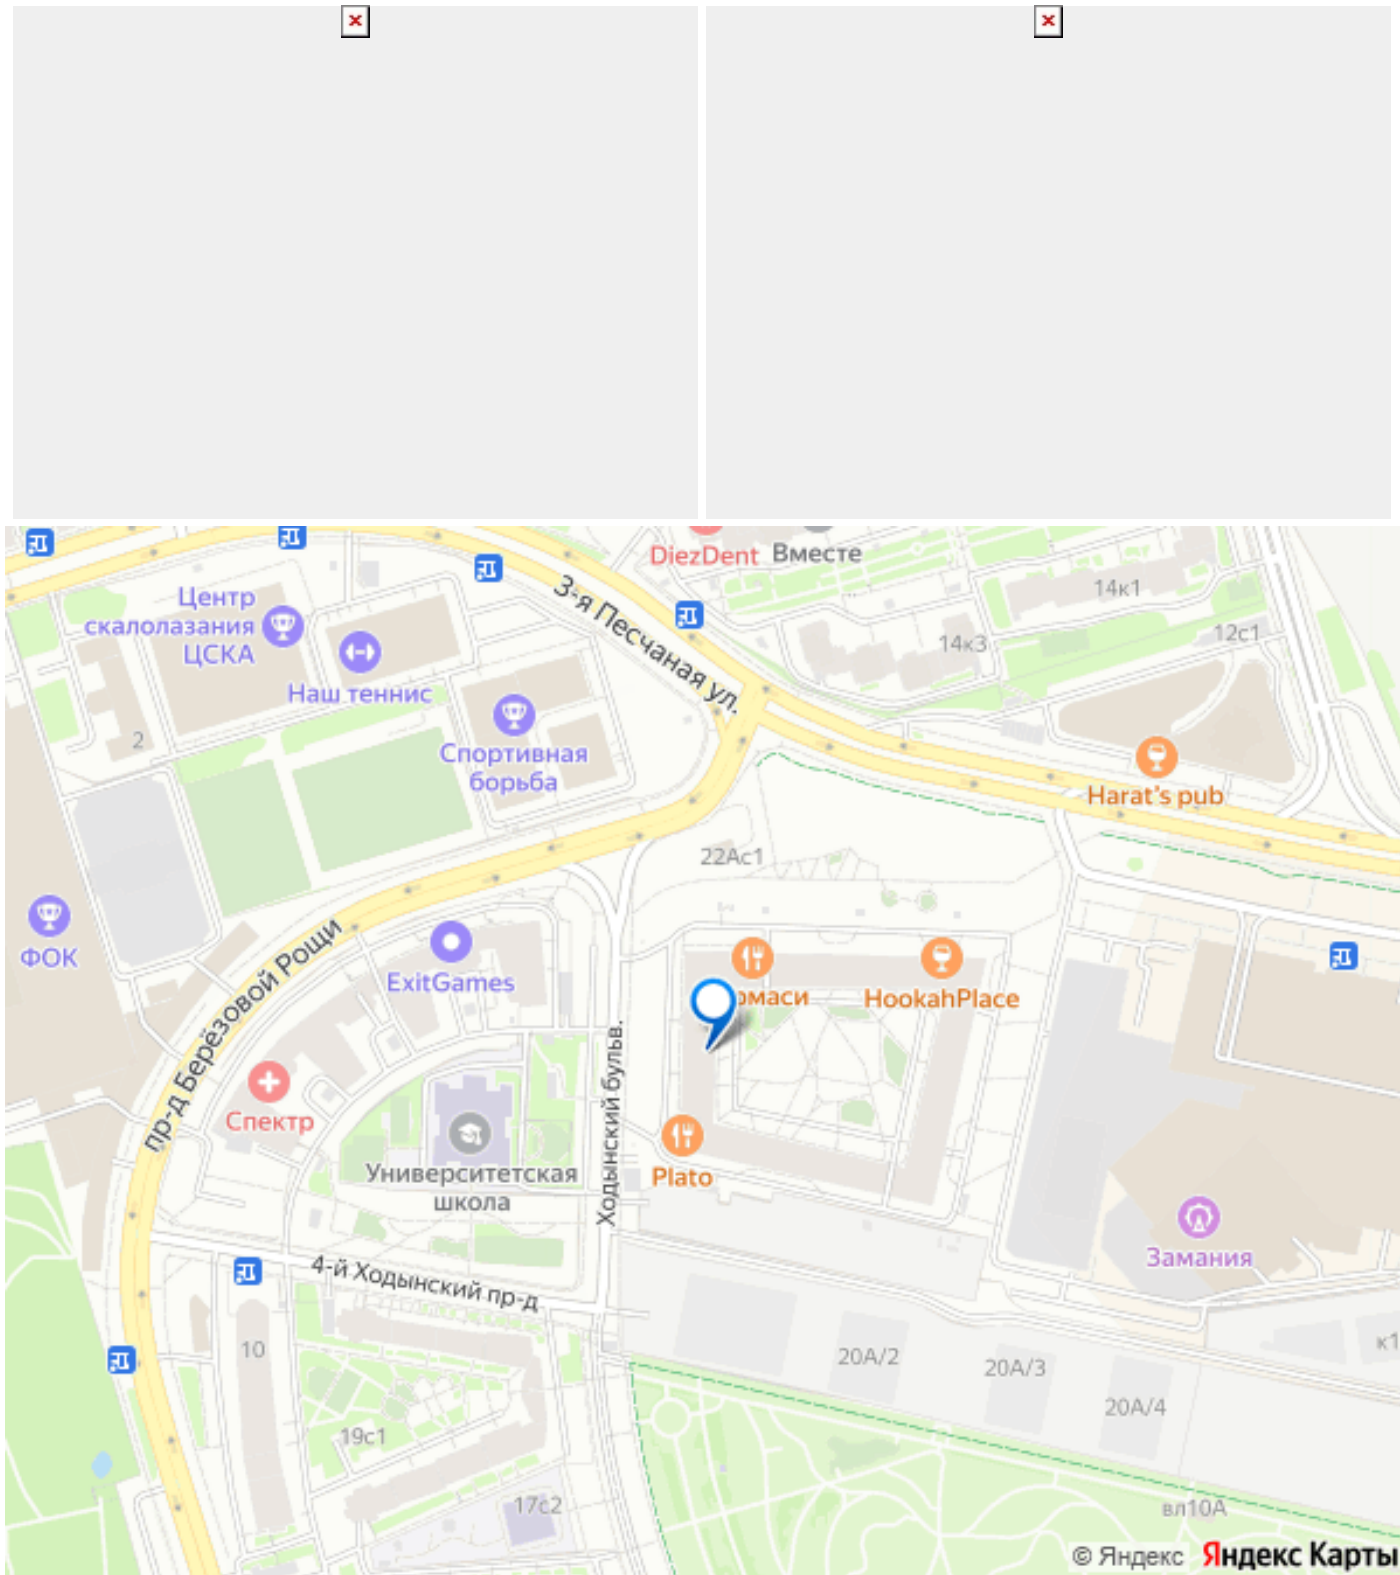 DiezDent
Вместе
14к1
Центр
скалолазания
ЦСКА
3-я Песчаная ул.
14к3
12с1
Наш теннис
2
Спортивная
борьба
Harat's pub
22Ас1
ФОК
пр-д Берёзовой Рощи
ExitGames
HookahPlace
Ходынский бульв.
Спектр
Университетская
школа
Plato
Замания
4-й Ходынский пр-д
10
20А/2
20А/3
20А/4
к1
19с1
17с2
вл10А
© Яндекс
Яндекс Карты